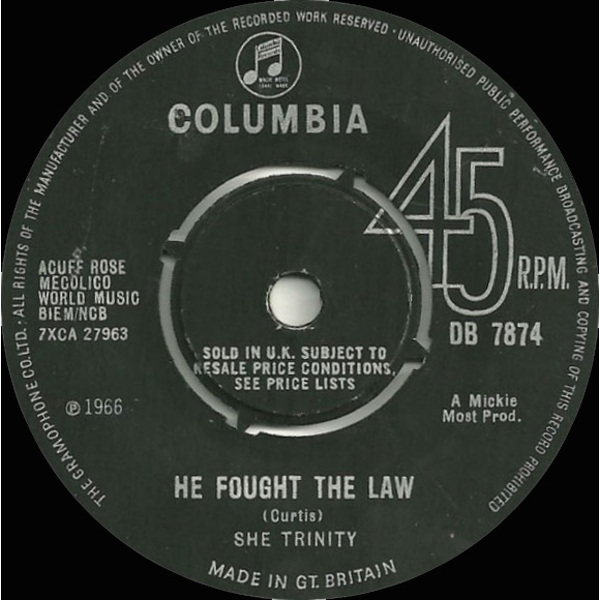 THE GRAMOPHONE CO. LTD. · ALL RIGHTS OF THE MANUFACTURER AND OF THE OWNER OF THE RECORDED WORK RESERVED · UNAUTHORISED PUBLIC PERFORMANCE BROADCASTING AND COPYING OF THIS RECORD PROHIBITED
COLUMBIA
45
R.P.M.
ACUFF ROSE
MECOLICO
WORLD MUSIC
BIEM/NCB
7XCA 27963
DB 7874
SOLD IN U.K. SUBJECT TO
RESALE PRICE CONDITIONS,
SEE PRICE LISTS
℗ 1966
A Mickie
Most Prod.
HE FOUGHT THE LAW
(Curtis)
SHE TRINITY
MADE IN GT. BRITAIN